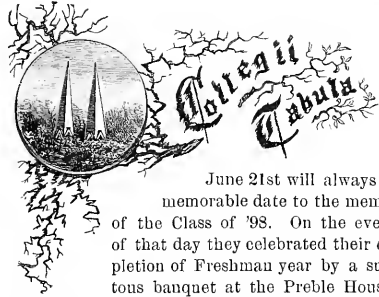 Collegii
Tabula
June 21st will always
memorable date to the mem
of the Class of '98. On the eve
of that day they celebrated their
pletion of Freshman year by a su
tous banquet at the Preble Hous